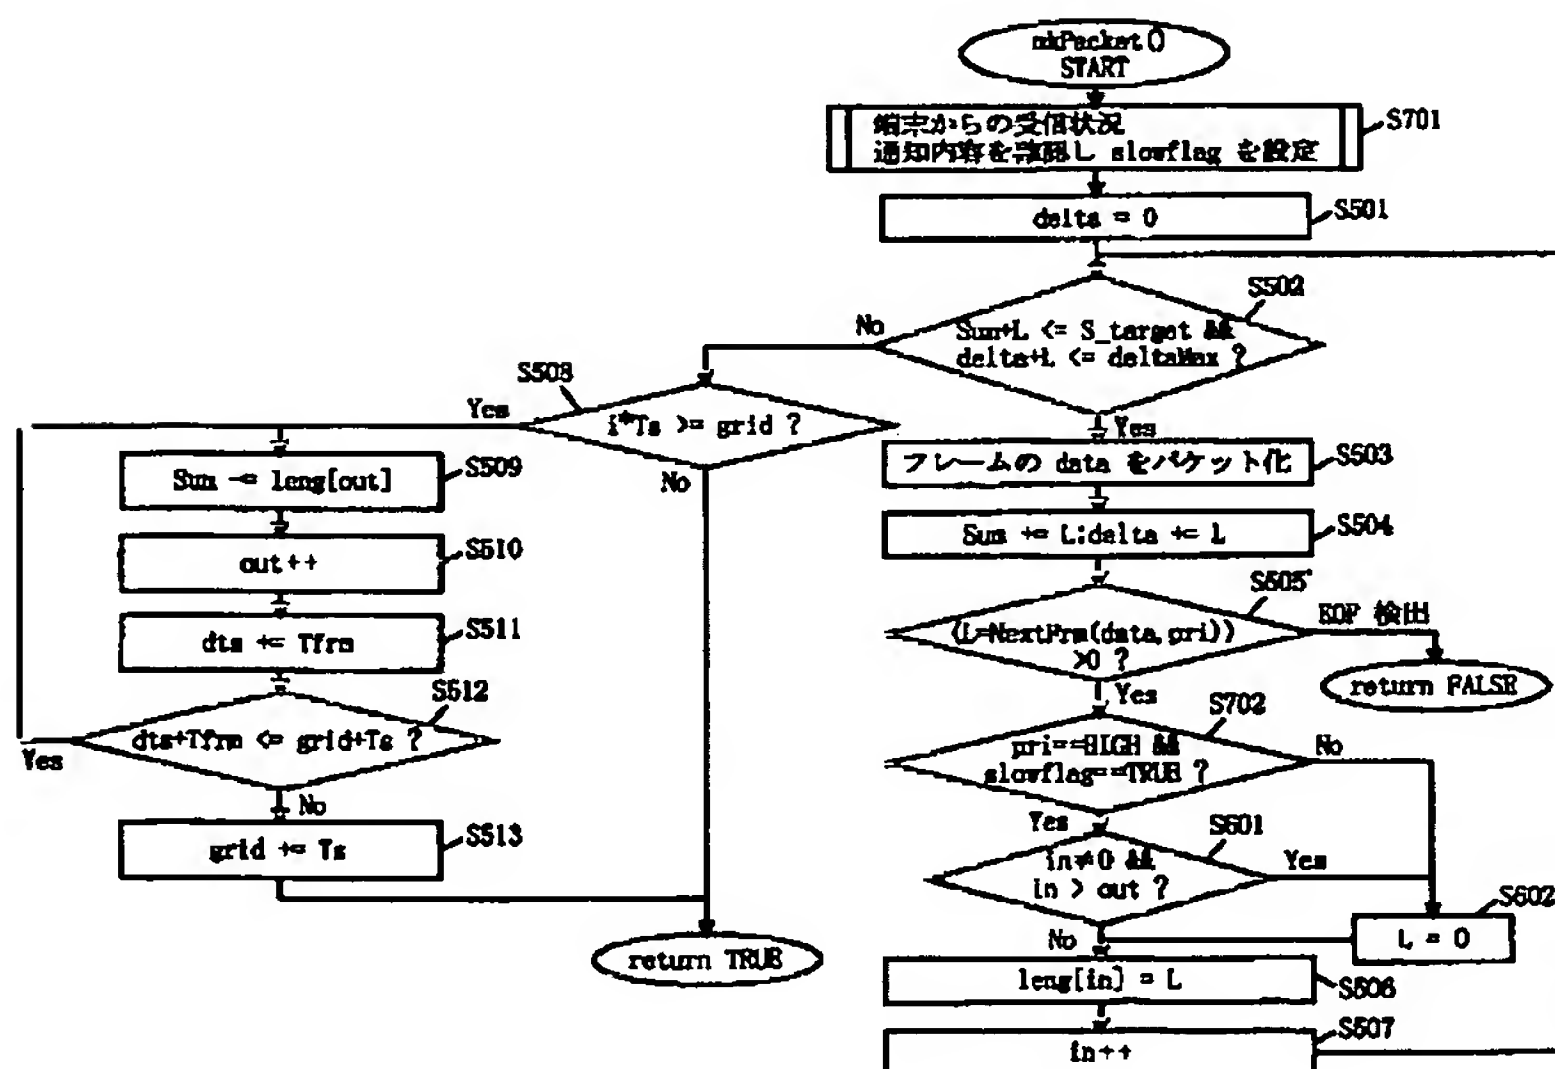 mkPacket()
START
端末からの受信状況
通知内容を確認し slowflag を設定
S701
delta = 0
S501
S502
Sum+L <= S_target &&
delta+L <= deltaMax ?
No
Yes
S508
i*Ts >= grid ?
Yes
No
Sum -= leng[out]
S509
out++
S510
dts += Tfrm
S511
S512
dts+Tfrm <= grid+Ts ?
Yes
No
grid += Ts
S513
return TRUE
フレームの data をパケット化
S503
Sum += L:delta += L
S504
S505
(L=NextFrm(data,pri))
>0 ?
EOF 検出
return FALSE
Yes
S702
pri==HIGH &&
slowflag==TRUE ?
No
Yes
S601
in≠0 &&
in > out ?
Yes
S602
L = 0
No
leng[in] = L
S506
S507
in++